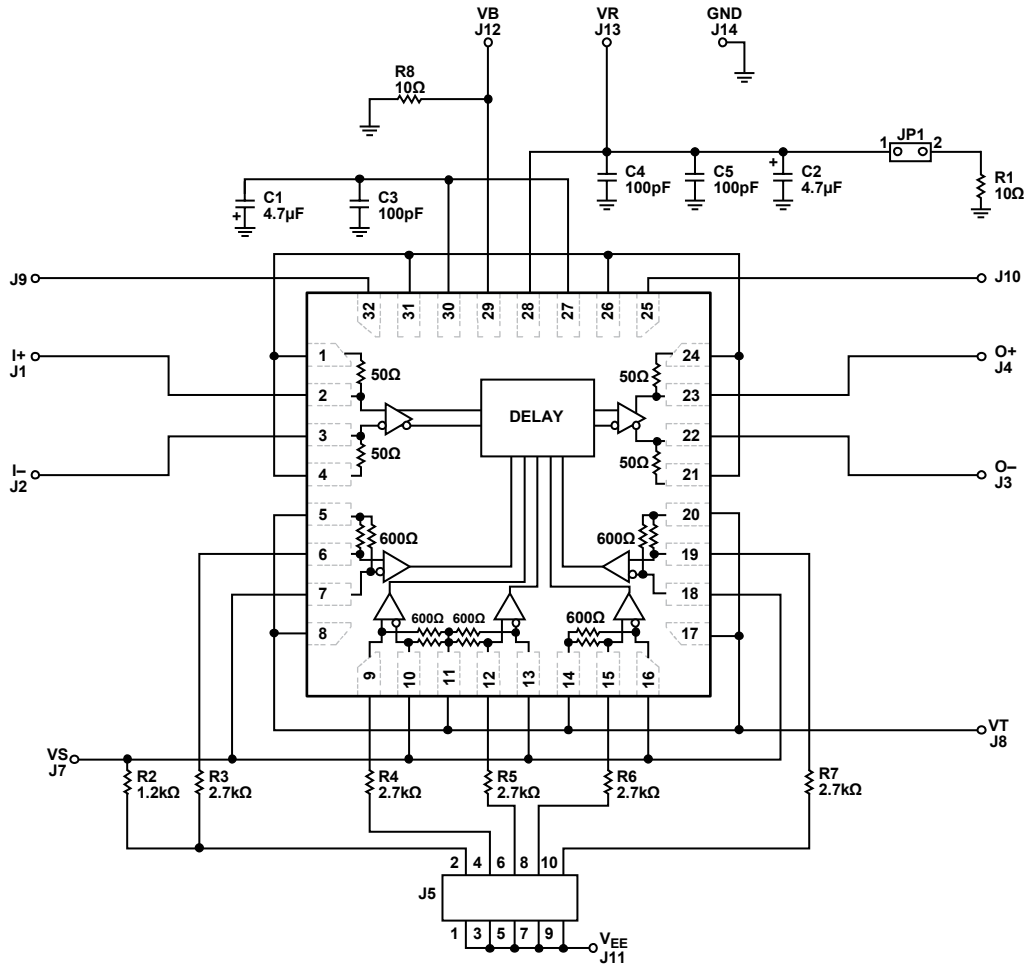 VB
J12
VR
J13
GND
J14
R8
10Ω
JP1
1
2
C1
4.7µF
+
C3
100pF
C4
100pF
C5
100pF
+
C2
4.7µF
R1
10Ω
J9
J10
32
31
30
29
28
27
26
25
I+
J1
I–
J2
O+
J4
O–
J3
1
2
3
4
5
6
7
8
50Ω
50Ω
DELAY
50Ω
50Ω
24
23
22
21
20
19
18
17
600Ω
600Ω
600Ω
600Ω
600Ω
9
10
11
12
13
14
15
16
VS
J7
VT
J8
R2
1.2kΩ
R3
2.7kΩ
R4
2.7kΩ
R5
2.7kΩ
R6
2.7kΩ
R7
2.7kΩ
2
4
6
8
10
J5
1
3
5
7
9
VEE
J11